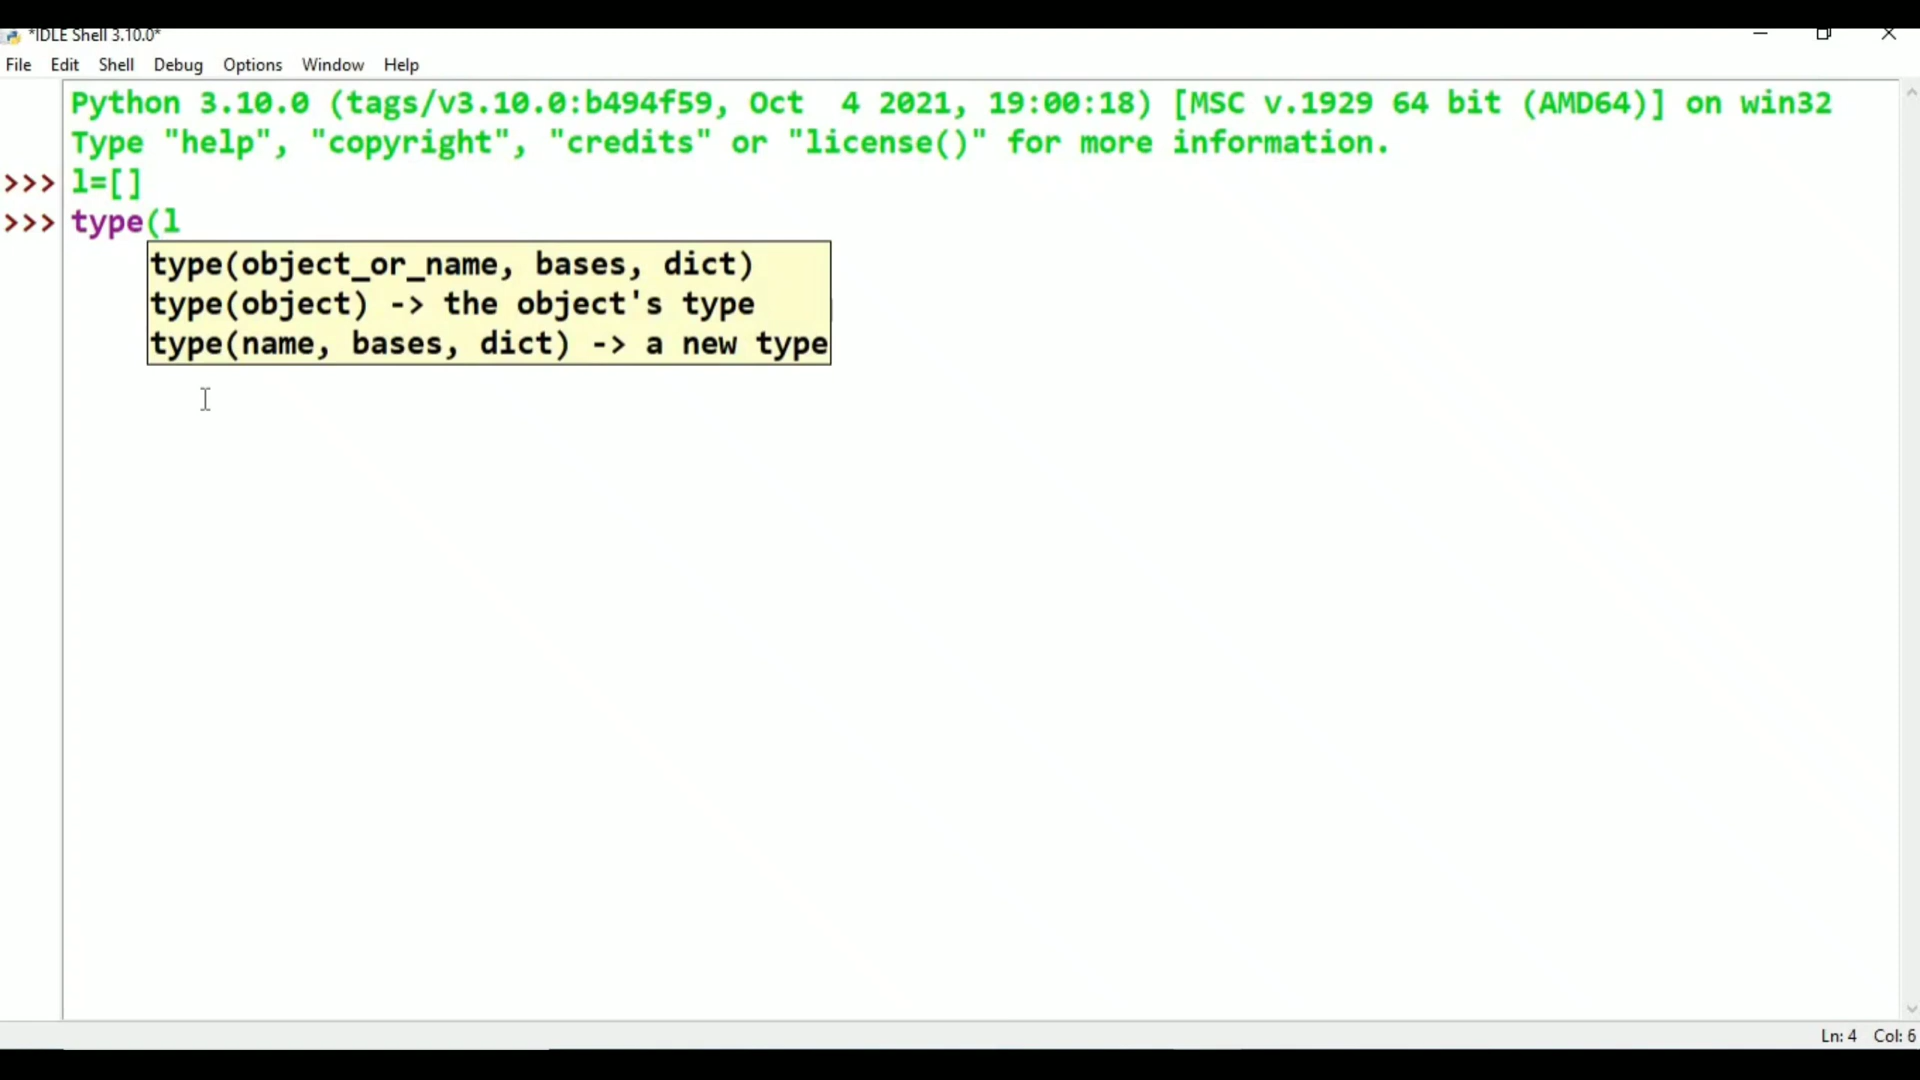 *IDLE Shell 3.10.0*
File Edit Shell Debug Options Window Help
Python 3.10.0 (tags/v3.10.0:b494f59, Oct  4 2021, 19:00:18) [MSC v.1929 64 bit (AMD64)] on win32
Type "help", "copyright", "credits" or "license()" for more information.
>>> l=[]
>>> type(l
type(object_or_name, bases, dict)
type(object) -> the object's type
type(name, bases, dict) -> a new type
Ln: 4 Col: 6